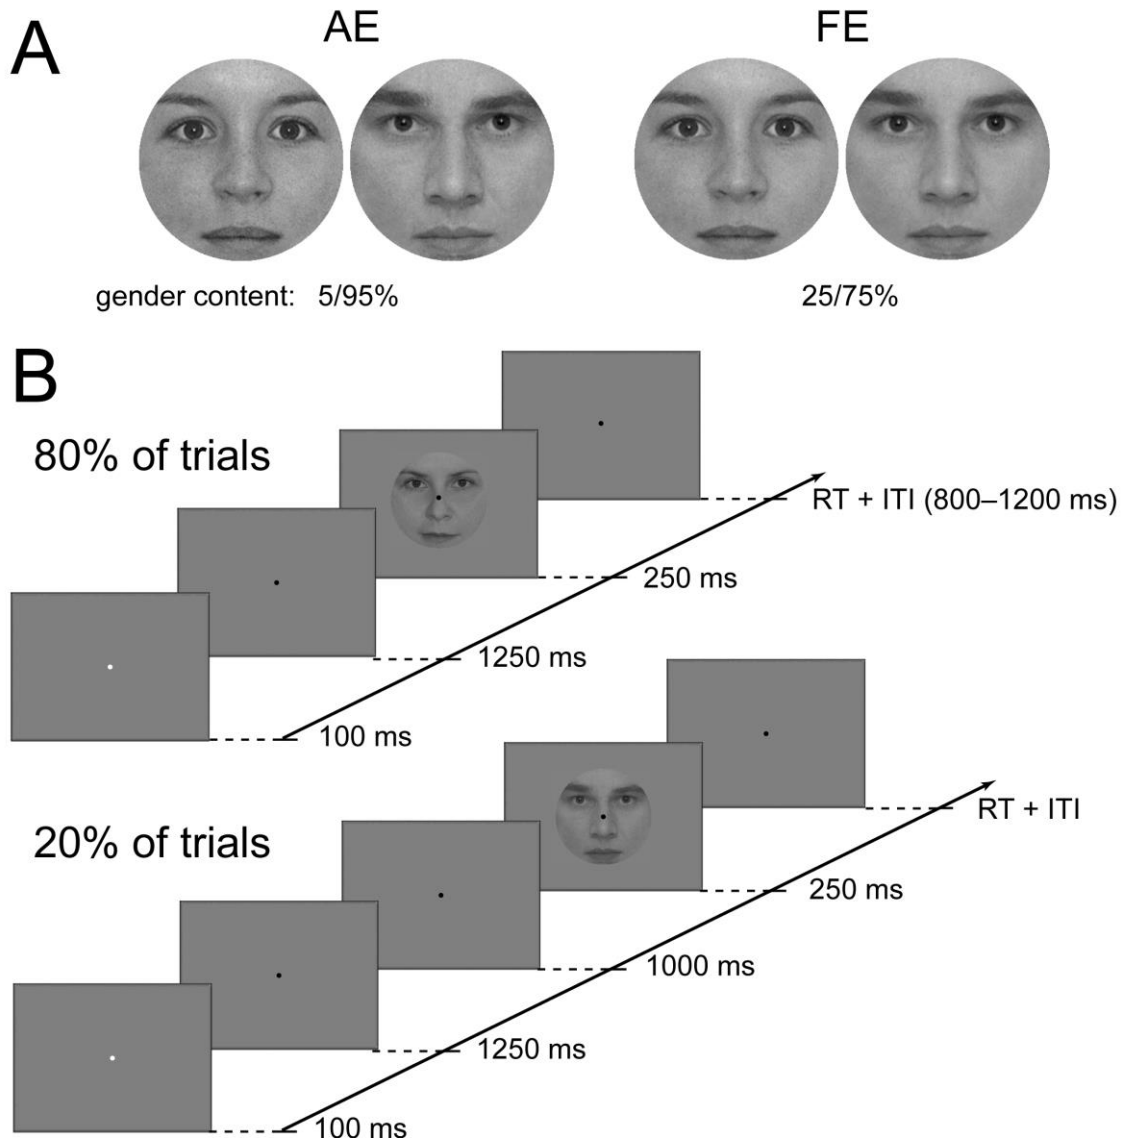 A
AE
FE
gender content: 5/95%
25/75%
B
80% of trials
RT + ITI (800–1200 ms)
250 ms
1250 ms
100 ms
20% of trials
RT + ITI
250 ms
1000 ms
1250 ms
100 ms